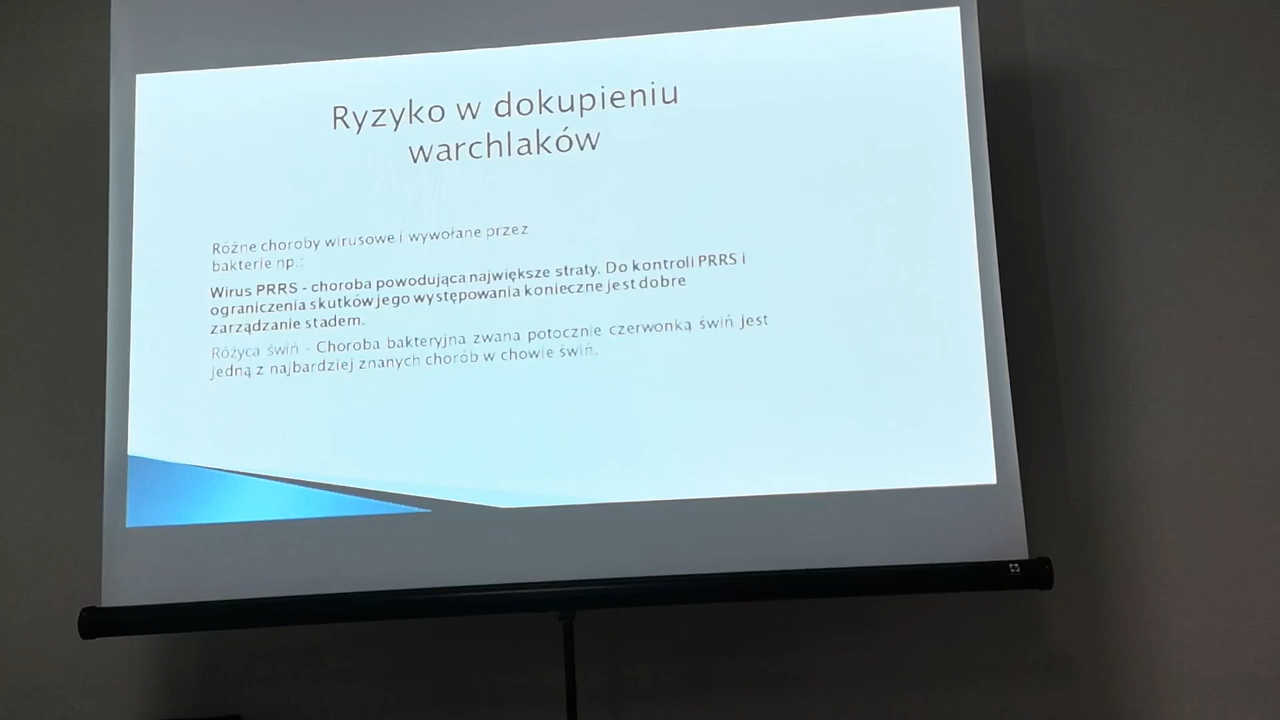 Ryzyko w dokupieniu
warchlaków
Różne choroby wirusowe i wywołane przez
bakterie np.:
Wirus PRRS - choroba powodująca największe straty. Do kontroli PRRS i
ograniczenia skutków jego występowania konieczne jest dobre
zarządzanie stadem.
Różyca świń - Choroba bakteryjna zwana potocznie czerwonką świń jest
jedną z najbardziej znanych chorób w chowie świń.